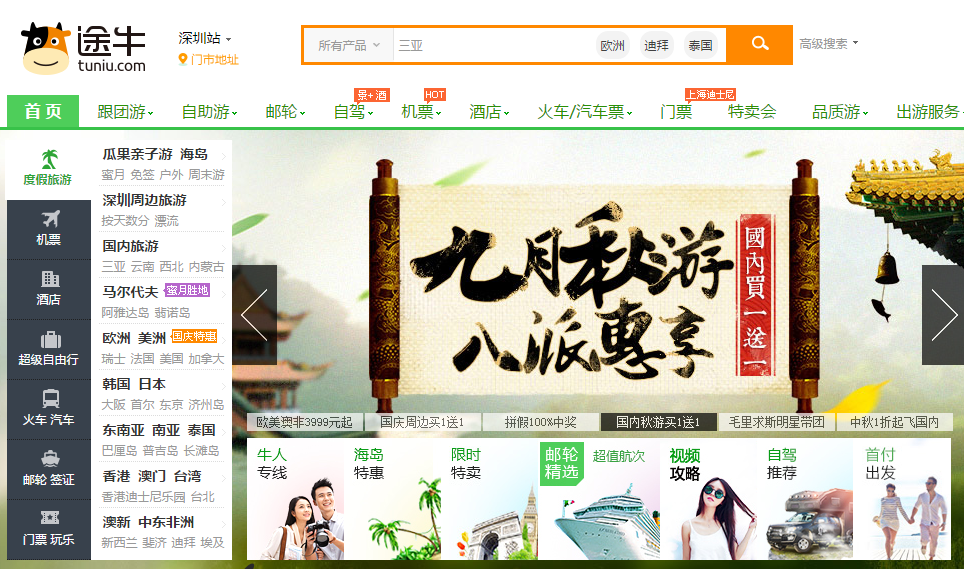 途牛
tuniu.com
深圳站
门市地址
所有产品
三亚
欧洲
迪拜
泰国
高级搜索
景+酒
HOT
上海迪士尼
首页
跟团游
自助游
邮轮
自驾
机票
酒店
火车/汽车票
门票
特卖会
品质游
出游服务
度假旅游
机票
酒店
超级自由行
火车 汽车
邮轮 签证
门票 玩乐
瓜果亲子游 海岛
蜜月 免签 户外 周末游
深圳周边旅游
按天数分 漂流
国内旅游
三亚 云南 西北 内蒙古
马尔代夫 蜜月胜地
阿雅达岛 翡诺岛
欧洲 美洲 国庆特惠
瑞士 法国 美国 加拿大
韩国 日本
大阪 首尔 东京 济州岛
东南亚 南亚 泰国
巴厘岛 普吉岛 长滩岛
香港 澳门 台湾
香港迪士尼乐园 台北
澳新 中东非洲
新西兰 斐济 迪拜 埃及
九月秋游
八派惠享
國內買一送一
欧美澳非3999元起
国庆周边买1送1
拼假100%中奖
国内秋游买1送1
毛里求斯明星带团
中秋1折起飞国内
牛人
专线
海岛
特惠
限时
特卖
邮轮
精选
超值航次
视频
攻略
自驾
推荐
首付
出发